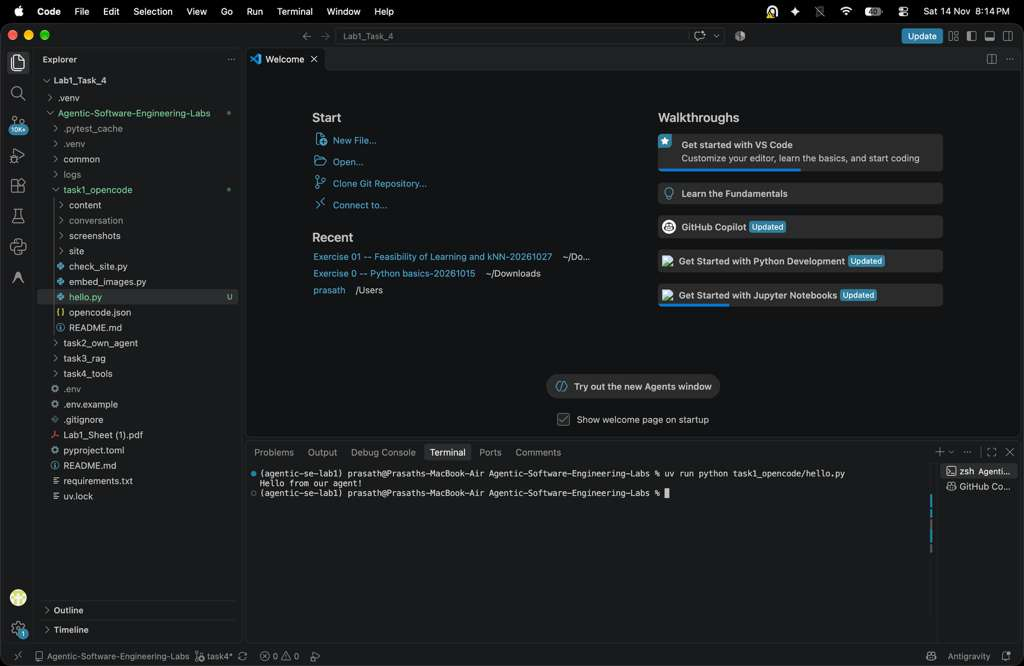 Code File Edit Selection View Go Run Terminal Window Help
40
Sat 14 Nov 8:14 PM
Lab1_Task_4
Update
Explorer
Lab1_Task_4
.venv
Agentic-Software-Engineering-Labs
.pytest_cache
.venv
common
logs
task1_opencode
content
conversation
screenshots
site
check_site.py
embed_images.py
hello.py U
{} opencode.json
README.md
task2_own_agent
task3_rag
task4_tools
.env
.env.example
.gitignore
Lab1_Sheet (1).pdf
pyproject.toml
README.md
requirements.txt
uv.lock
Outline
Timeline
10K+
1
Welcome
Start
New File...
Open...
Clone Git Repository...
Connect to...
Recent
Exercise 01 -- Feasibility of Learning and kNN-20261027 ~/Do...
Exercise 0 -- Python basics-20261015 ~/Downloads
prasath /Users
Walkthroughs
Get started with VS Code
Customize your editor, learn the basics, and start coding
Learn the Fundamentals
GitHub Copilot Updated
Get Started with Python Development Updated
Get Started with Jupyter Notebooks Updated
Try out the new Agents window
Show welcome page on startup
Problems Output Debug Console Terminal Ports Comments
(agentic-se-lab1) prasath@Prasaths-MacBook-Air Agentic-Software-Engineering-Labs % uv run python task1_opencode/hello.py
Hello from our agent!
(agentic-se-lab1) prasath@Prasaths-MacBook-Air Agentic-Software-Engineering-Labs %
zsh Agenti...
GitHub Co...
Agentic-Software-Engineering-Labs task4* 0 0
Antigravity